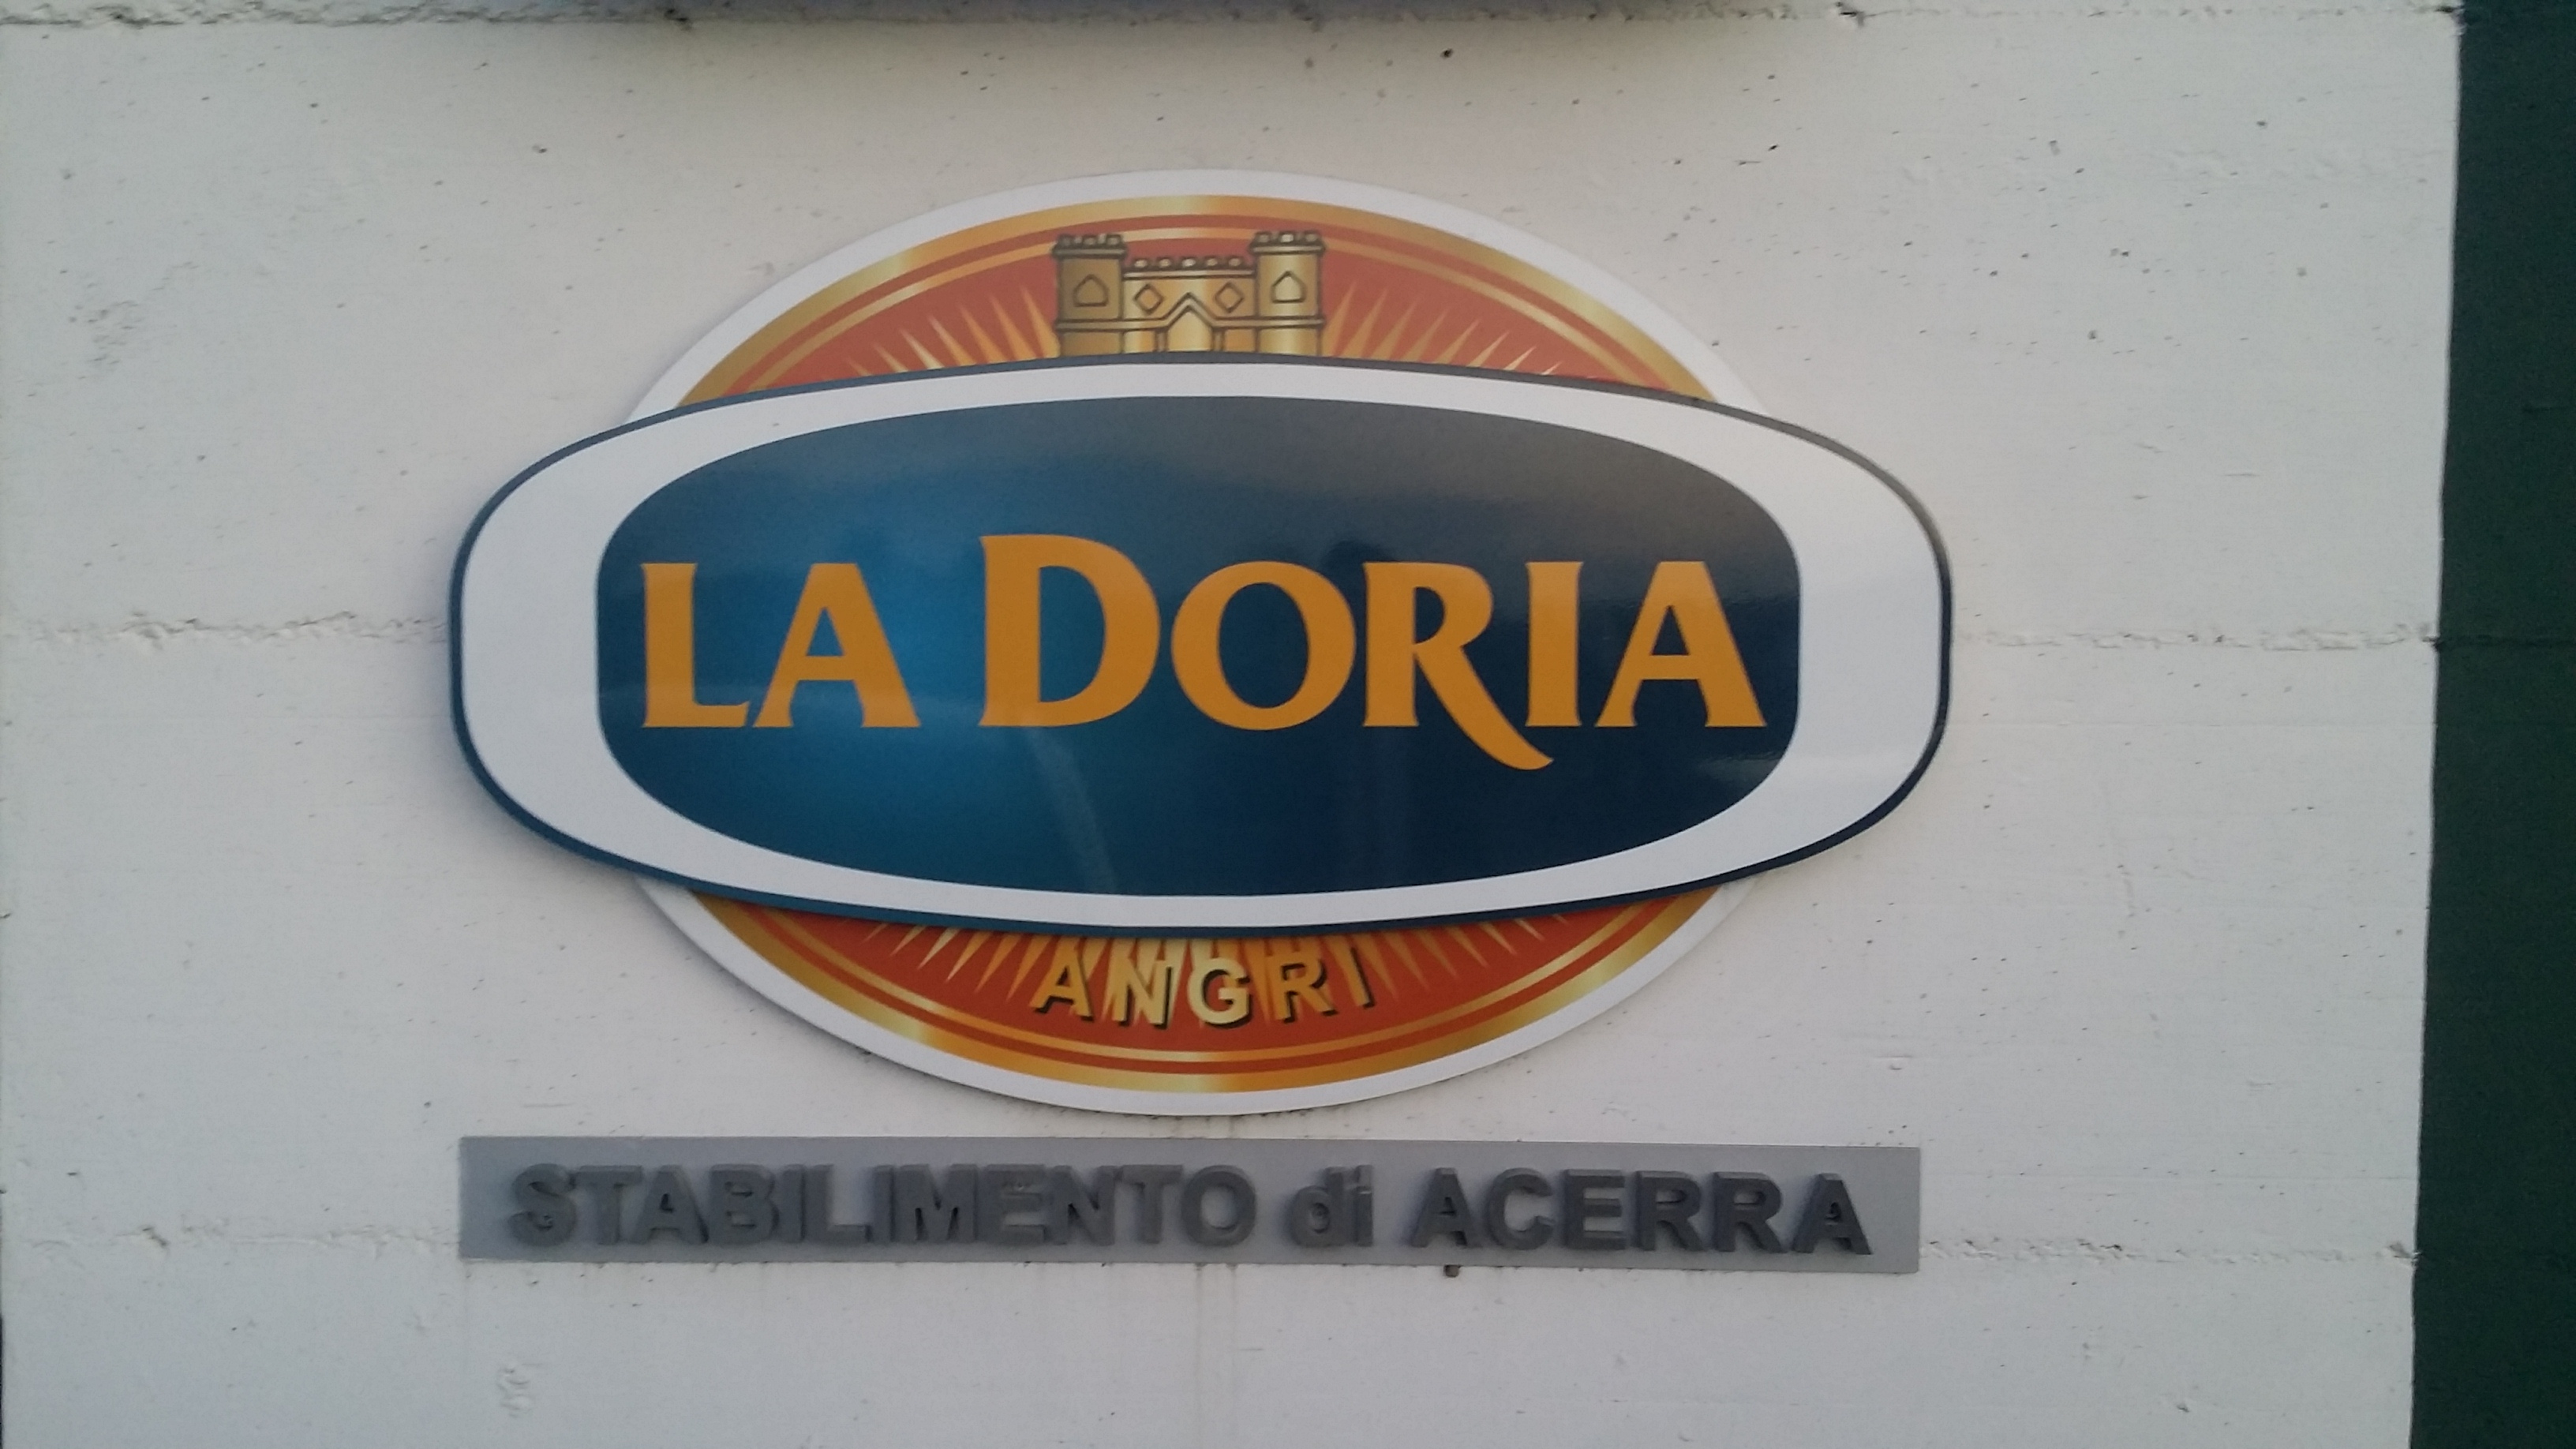 LA DORIA
ANGRI
STABILIMENTO di ACERRA